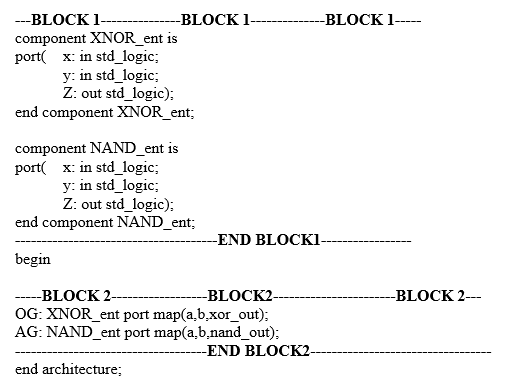 ---BLOCK 1---------------BLOCK 1--------------BLOCK 1-----
component XNOR_ent is
port( x: in std_logic;
y: in std_logic;
Z: out std_logic);
end component XNOR_ent;
component NAND_ent is
port( x: in std_logic;
y: in std_logic;
Z: out std_logic);
end component NAND_ent;
---------------------------------------END BLOCK1-----------------
begin
-----BLOCK 2------------------BLOCK2-----------------------BLOCK 2---
OG: XNOR_ent port map(a,b,xor_out);
AG: NAND_ent port map(a,b,nand_out);
-------------------------------------END BLOCK2-----------------------------------
end architecture;